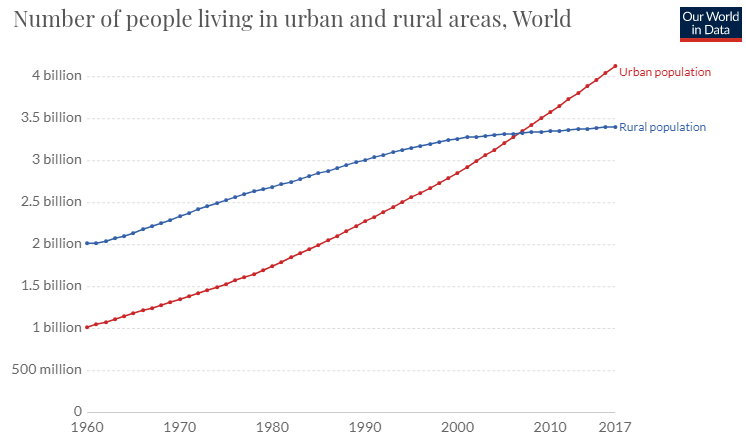 Number of people living in urban and rural areas, World
Our World
in Data
4 billion
Urban population
3.5 billion
Rural population
3 billion
2.5 billion
2 billion
1.5 billion
1 billion
500 million
0
1960 1970 1980 1990 2000 2010 2017